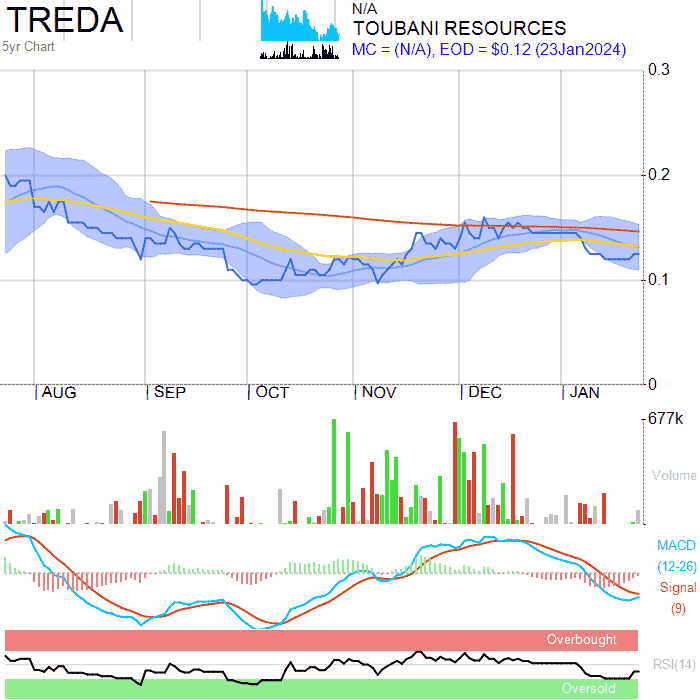 TREDA
5yr Chart
N/A
TOUBANI RESOURCES
MC = (N/A), EOD = $0.12 (23Jan2024)
0.3
0.2
0.1
0
AUG SEP OCT NOV DEC JAN
677k
Volume
MACD
(12-26)
Signal
(9)
Overbought
RSI(14)
Oversold